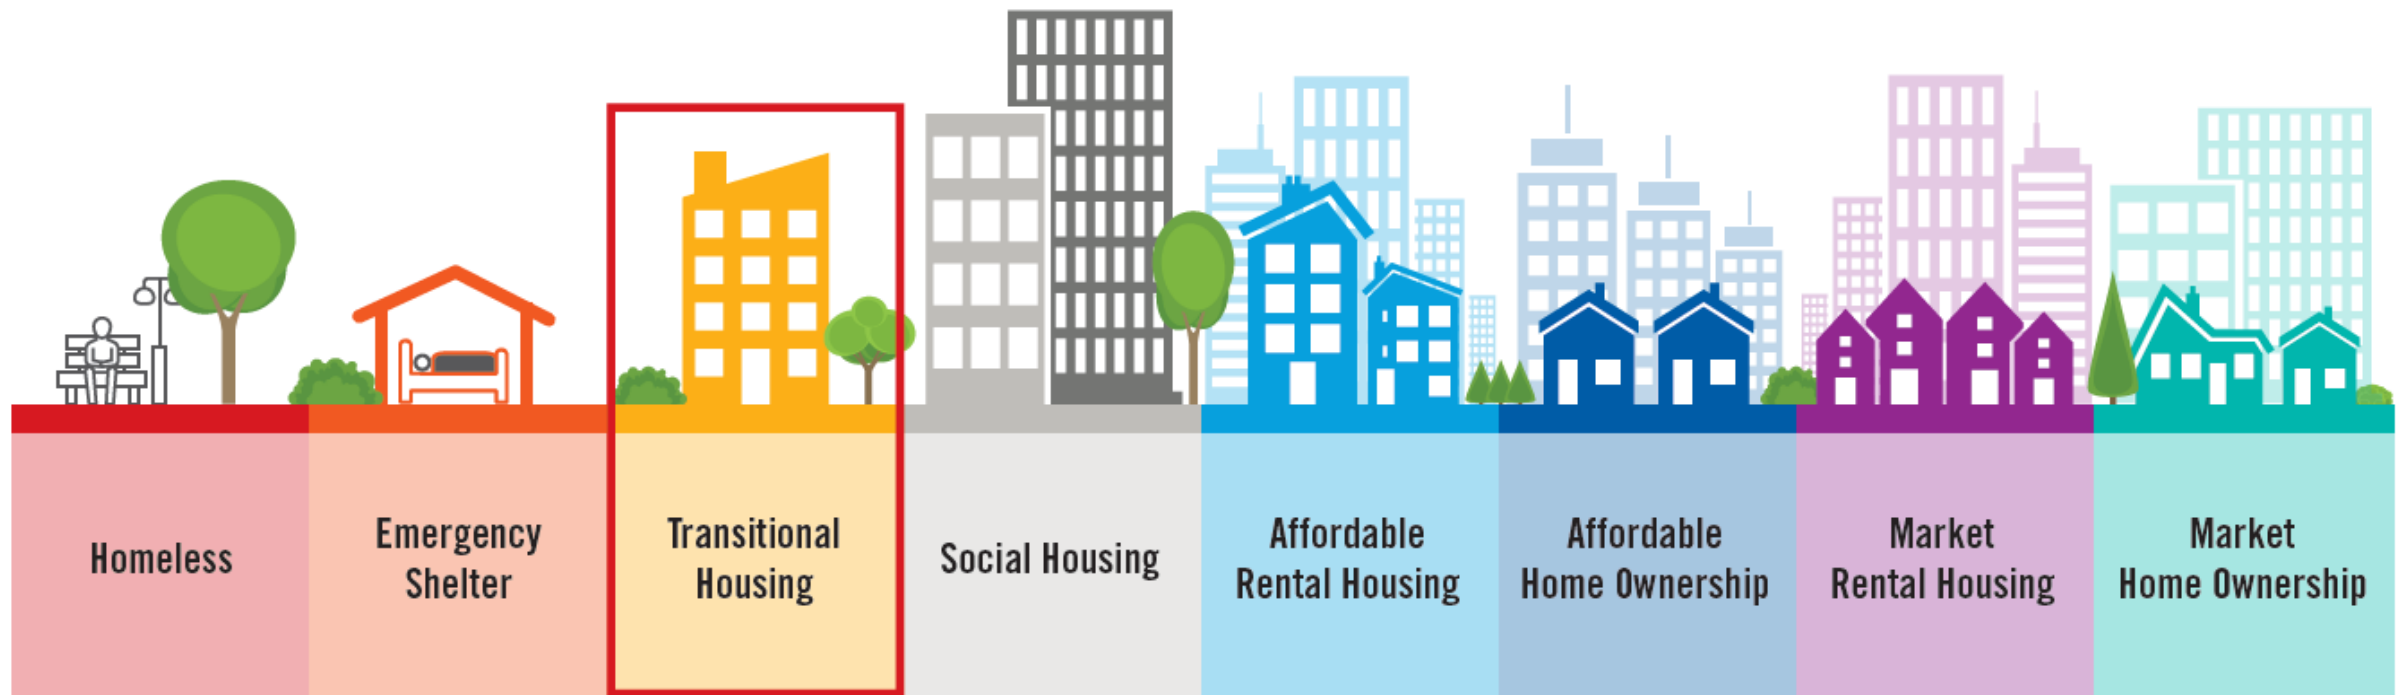 Homeless
Emergency
Shelter
Transitional
Housing
Social Housing
Affordable
Rental Housing
Affordable
Home Ownership
Market
Rental Housing
Market
Home Ownership